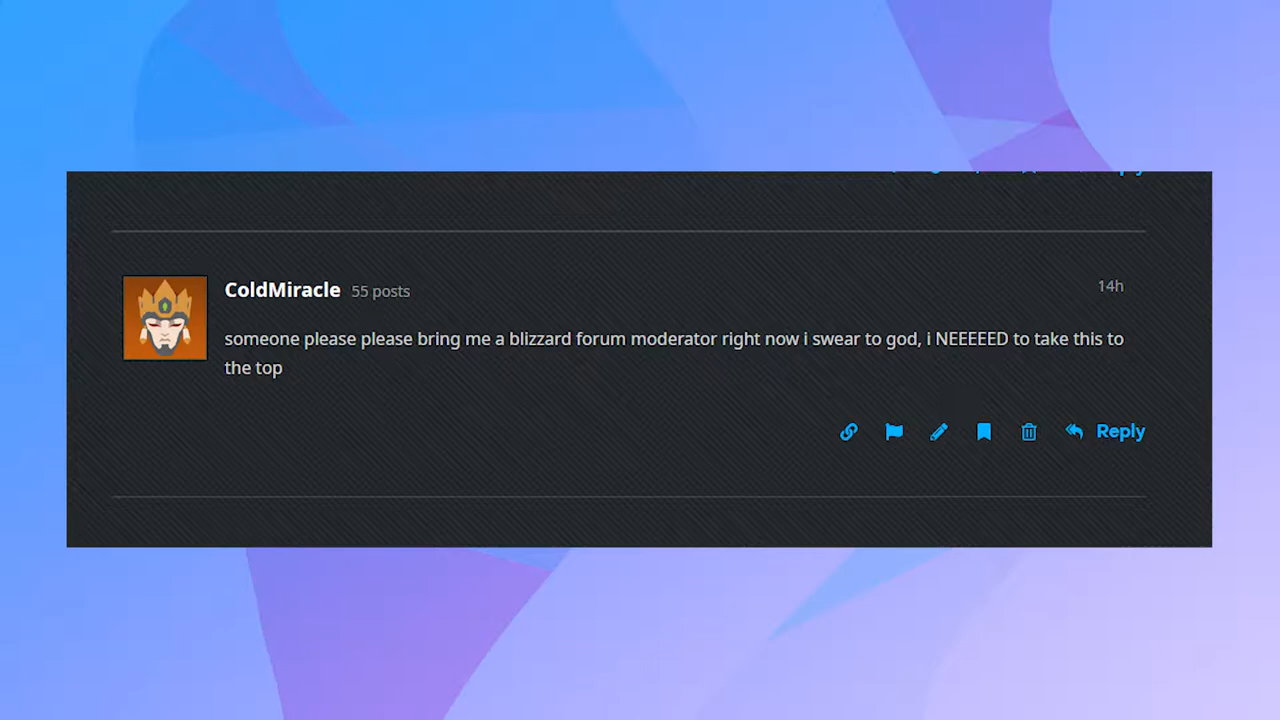 ColdMiracle 55 posts 14h
someone please please bring me a blizzard forum moderator right now i swear to god, i NEEEEED to take this to
the top
Reply